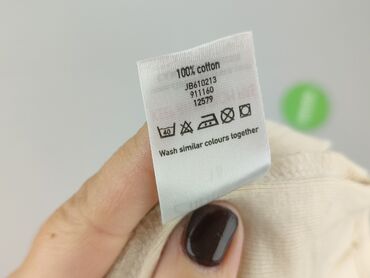 100% cotton
JB610213
911160
12579
40
Wash similar colours together